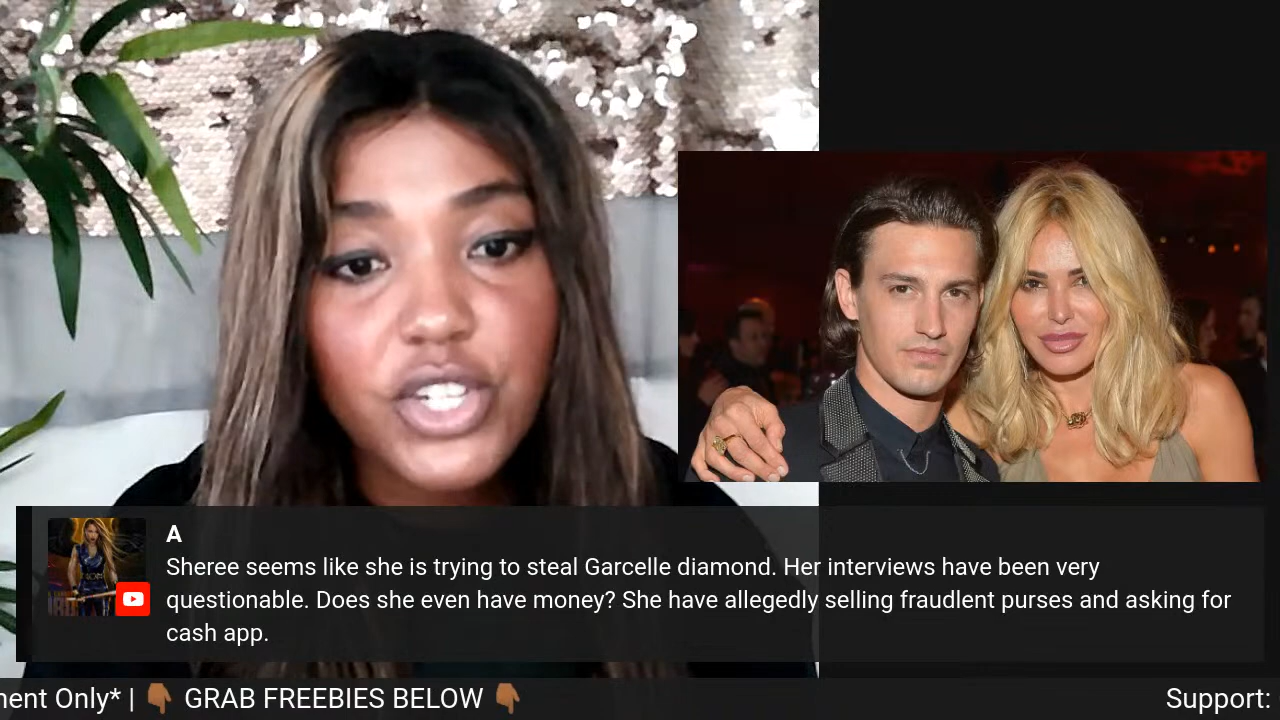 A
Sheree seems like she is trying to steal Garcelle diamond. Her interviews have been very
questionable. Does she even have money? She have allegedly selling fraudlent purses and asking for
cash app.
nent Only* | 👇🏾 GRAB FREEBIES BELOW 👇🏾 Support: